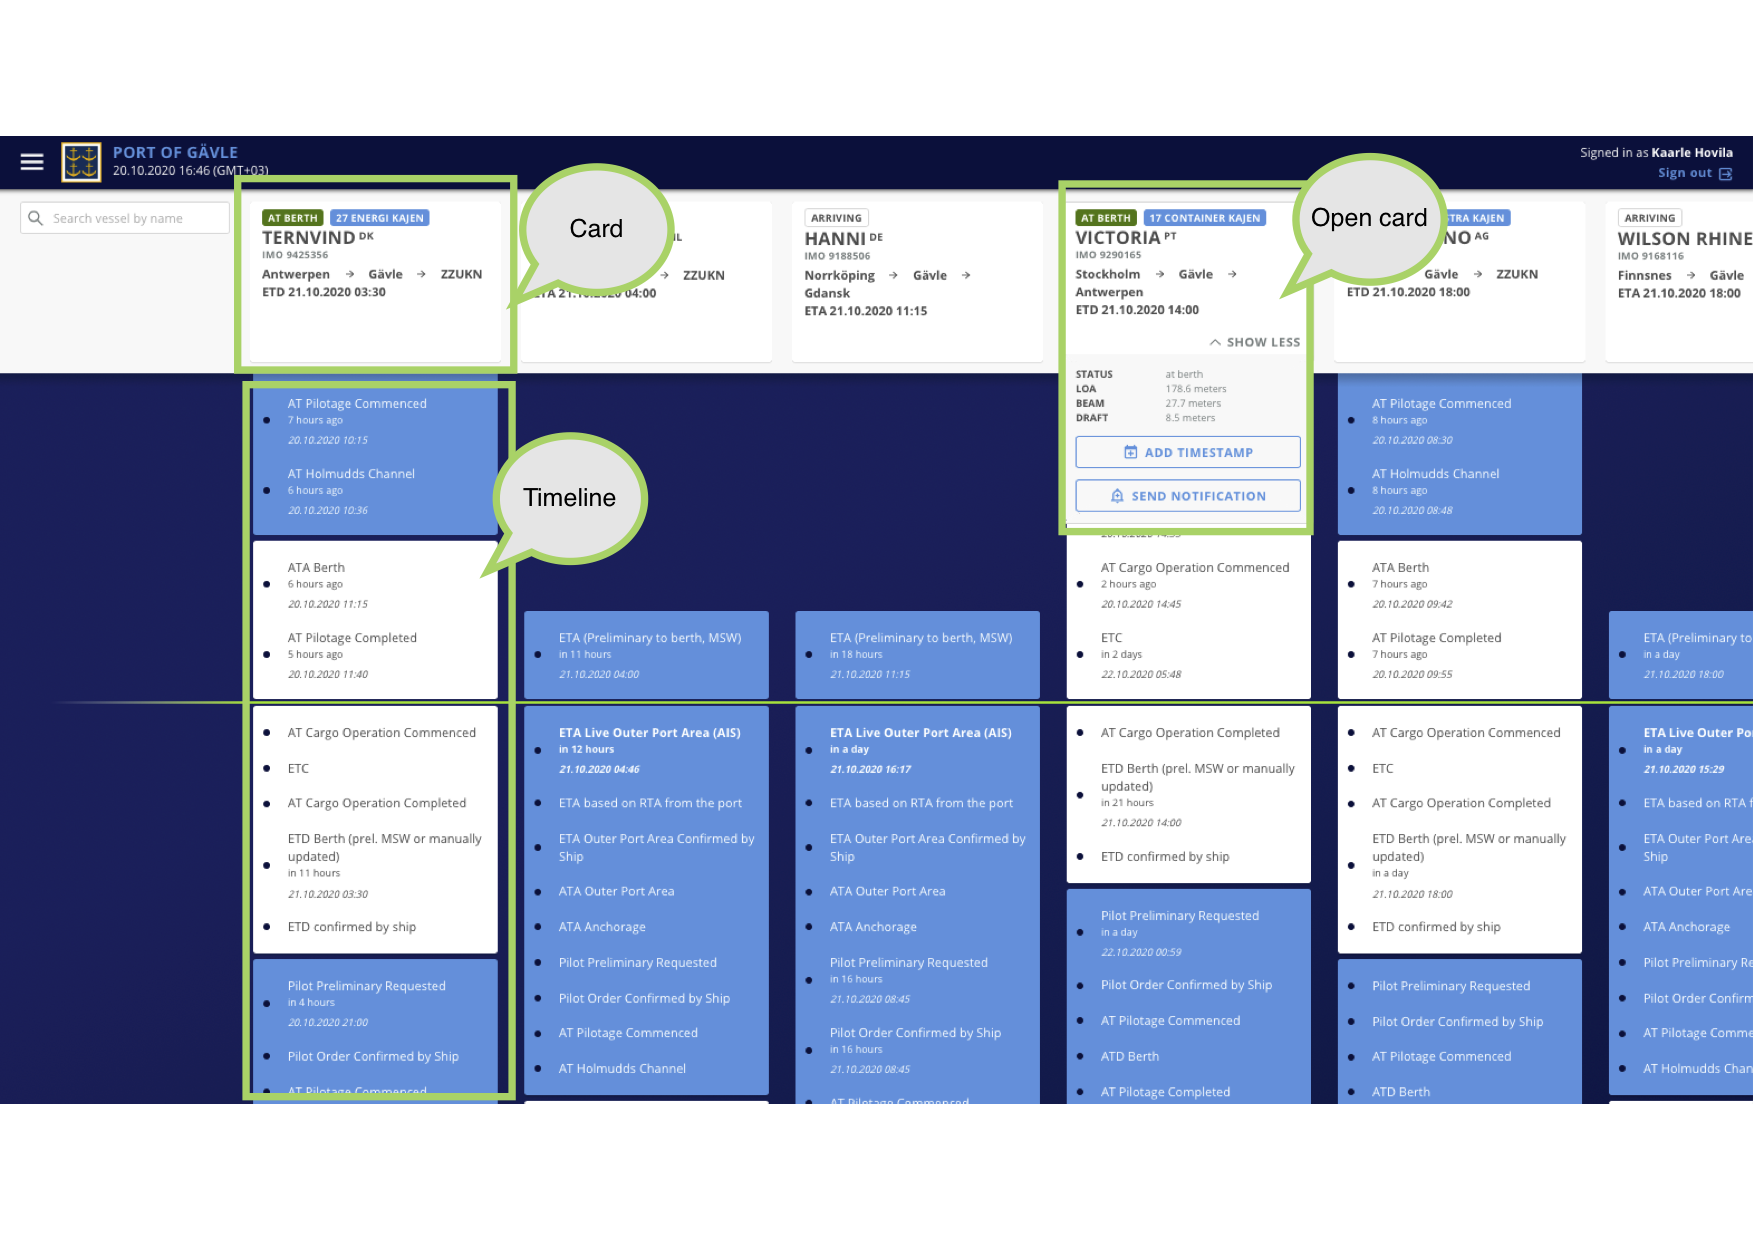 PORT OF GÄVLE
20.10.2020 16:46 (GMT+03)
Signed in as Kaarle Hovila
Sign out
Search vessel by name
AT BERTH 27 ENERGI KAJEN
TERNVIND DK
IMO 9425356
Antwerpen → Gävle → ZZUKN
ETD 21.10.2020 03:30
Card
→ ZZUKN
04:00
ARRIVING
HANNI DE
IMO 9188506
Norrköping → Gävle →
Gdansk
ETA 21.10.2020 11:15
AT BERTH 17 CONTAINER KAJEN
VICTORIA PT
IMO 9290165
Stockholm → Gävle →
Antwerpen
ETD 21.10.2020 14:00
SHOW LESS
STATUS at berth
LOA 178.6 meters
BEAM 27.7 meters
DRAFT 8.5 meters
ADD TIMESTAMP
SEND NOTIFICATION
Open card
KAJEN
NO AG
Gävle → ZZUKN
ETD 21.10.2020 18:00
ARRIVING
WILSON RHINE
IMO 9168116
Finnsnes → Gävle
ETA 21.10.2020 18:00
AT Pilotage Commenced
7 hours ago
20.10.2020 10:15
AT Holmudds Channel
6 hours ago
20.10.2020 10:36
ATA Berth
6 hours ago
20.10.2020 11:15
AT Pilotage Completed
5 hours ago
20.10.2020 11:40
AT Cargo Operation Commenced
ETC
AT Cargo Operation Completed
ETD Berth (prel. MSW or manually
updated)
in 11 hours
21.10.2020 03:30
ETD confirmed by ship
Pilot Preliminary Requested
in 4 hours
20.10.2020 21:00
Pilot Order Confirmed by Ship
AT Pilotage Commenced
Timeline
ETA (Preliminary to berth, MSW)
in 11 hours
21.10.2020 04:00
ETA Live Outer Port Area (AIS)
in 12 hours
21.10.2020 04:46
ETA based on RTA from the port
ETA Outer Port Area Confirmed by
Ship
ATA Outer Port Area
ATA Anchorage
Pilot Preliminary Requested
Pilot Order Confirmed by Ship
AT Pilotage Commenced
AT Holmudds Channel
ETA (Preliminary to berth, MSW)
in 18 hours
21.10.2020 11:15
ETA Live Outer Port Area (AIS)
in a day
21.10.2020 16:17
ETA based on RTA from the port
ETA Outer Port Area Confirmed by
Ship
ATA Outer Port Area
ATA Anchorage
Pilot Preliminary Requested
in 16 hours
21.10.2020 08:45
Pilot Order Confirmed by Ship
in 16 hours
21.10.2020 08:45
AT Pilotage Commenced
AT Cargo Operation Commenced
2 hours ago
20.10.2020 14:45
ETC
in 2 days
22.10.2020 05:48
AT Cargo Operation Completed
ETD Berth (prel. MSW or manually
updated)
in 21 hours
21.10.2020 14:00
ETD confirmed by ship
Pilot Preliminary Requested
in a day
22.10.2020 00:59
Pilot Order Confirmed by Ship
AT Pilotage Commenced
ATD Berth
AT Pilotage Completed
AT Pilotage Commenced
8 hours ago
20.10.2020 08:30
AT Holmudds Channel
8 hours ago
20.10.2020 08:48
ATA Berth
7 hours ago
20.10.2020 09:42
AT Pilotage Completed
7 hours ago
20.10.2020 09:55
AT Cargo Operation Commenced
ETC
AT Cargo Operation Completed
ETD Berth (prel. MSW or manually
updated)
in a day
21.10.2020 18:00
ETD confirmed by ship
Pilot Preliminary Requested
Pilot Order Confirmed by Ship
AT Pilotage Commenced
ATD Berth
ETA (Preliminary to
in a day
21.10.2020 18:00
ETA Live Outer Po
in a day
21.10.2020 15:29
ETA based on RTA f
ETA Outer Port Are
Ship
ATA Outer Port Are
ATA Anchorage
Pilot Preliminary Re
Pilot Order Confirm
AT Pilotage Comme
AT Holmudds Chan